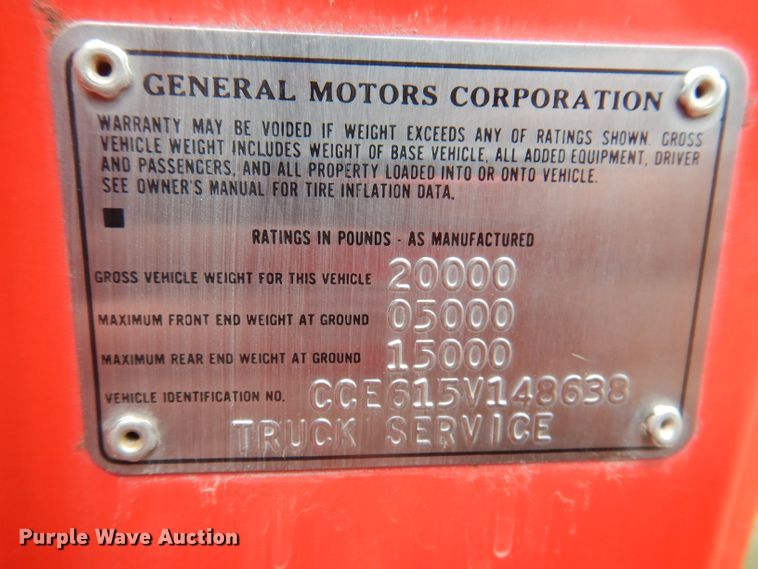 GENERAL MOTORS CORPORATION
WARRANTY MAY BE VOIDED IF WEIGHT EXCEEDS ANY OF RATINGS SHOWN. GROSS
VEHICLE WEIGHT INCLUDES WEIGHT OF BASE VEHICLE, ALL ADDED EQUIPMENT, DRIVER
AND PASSENGERS, AND ALL PROPERTY LOADED INTO OR ONTO VEHICLE.
SEE OWNER'S MANUAL FOR TIRE INFLATION DATA.
RATINGS IN POUNDS - AS MANUFACTURED
GROSS VEHICLE WEIGHT FOR THIS VEHICLE 20000
MAXIMUM FRONT END WEIGHT AT GROUND 05000
MAXIMUM REAR END WEIGHT AT GROUND 15000
VEHICLE IDENTIFICATION NO. CCE615V148638
TRUCK SERVICE
Purple Wave Auction